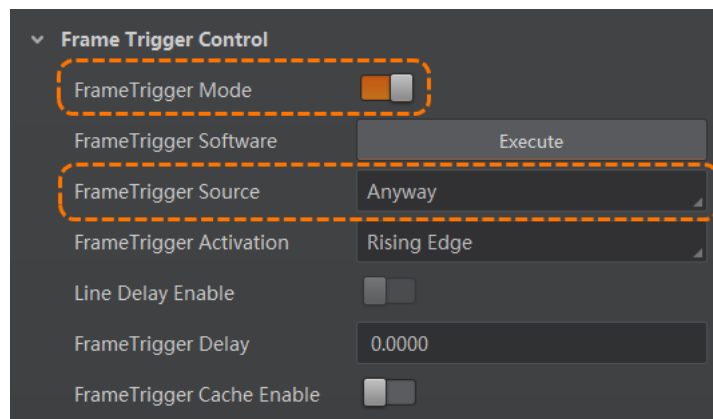 Frame Trigger Control
FrameTrigger Mode
FrameTrigger Software Execute
FrameTrigger Source Anyway
FrameTrigger Activation Rising Edge
Line Delay Enable
FrameTrigger Delay 0.0000
FrameTrigger Cache Enable